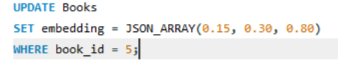 UPDATE Books
SET embedding = JSON_ARRAY(0.15, 0.30, 0.80)
WHERE book_id = 5;